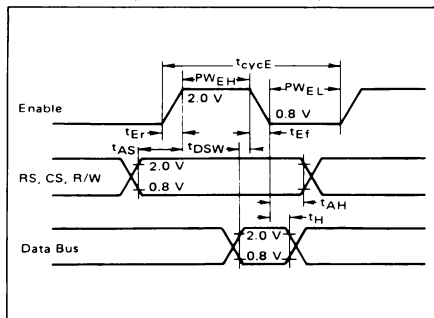 tcycE
PWEH
PWEL
Enable
2.0 V
0.8 V
tEr
tEf
tAS
tDSW
RS, CS, R/W
2.0 V
0.8 V
tAH
tH
Data Bus
2.0 V
0.8 V